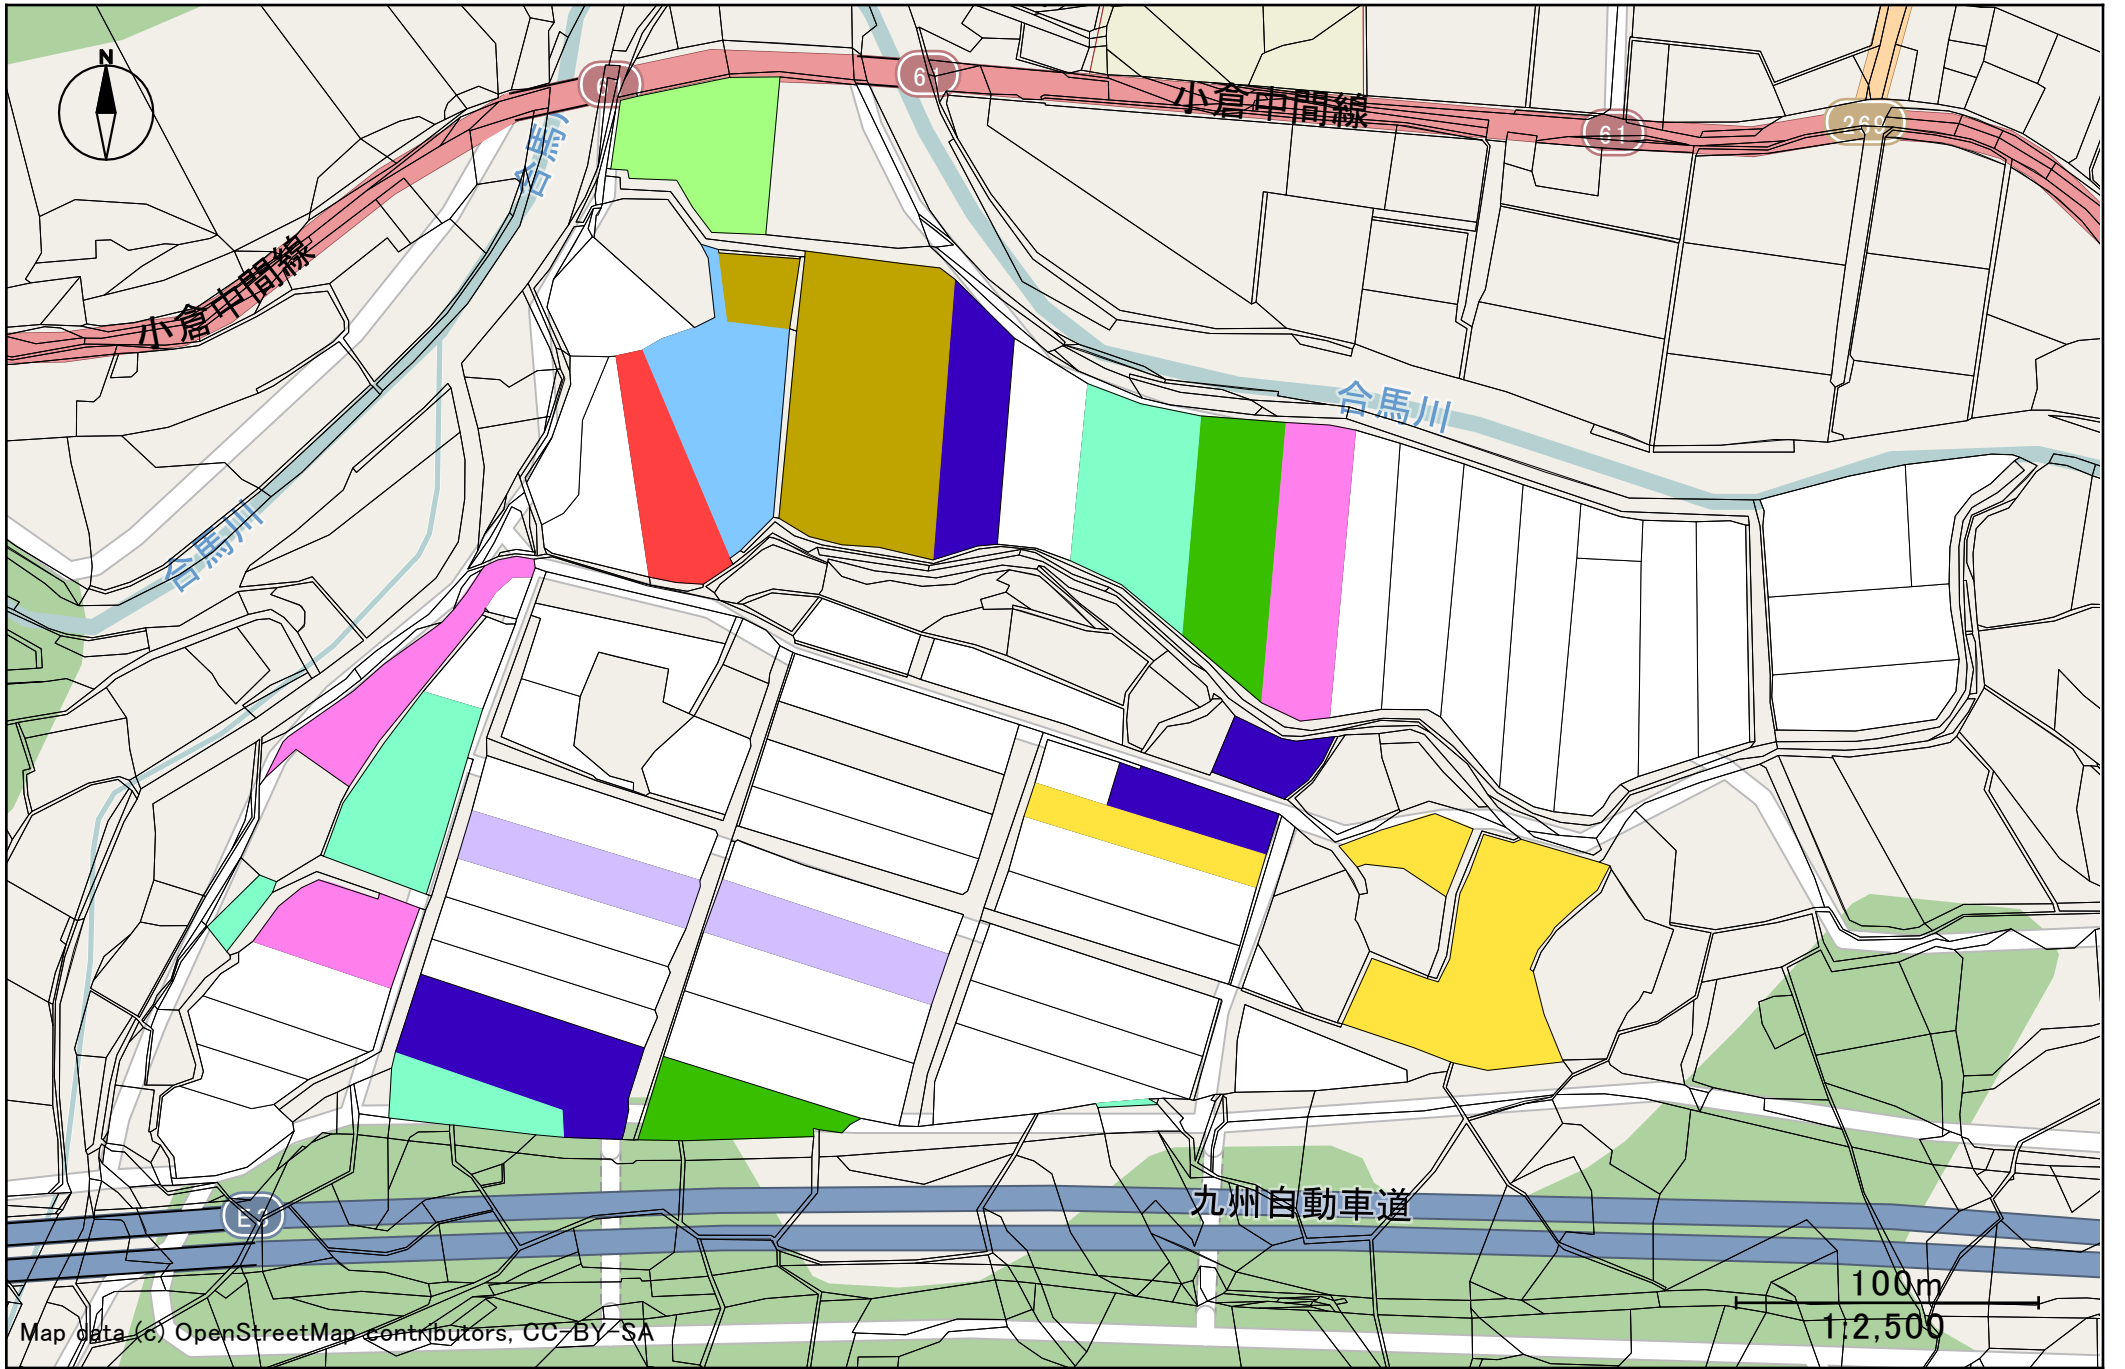 N
61
小倉中間線
61
269
合馬
小倉中間線
合馬川
合馬川
九州自動車道
E3
100m
1:2,500
Map data (c) OpenStreetMap contributors, CC-BY-SA